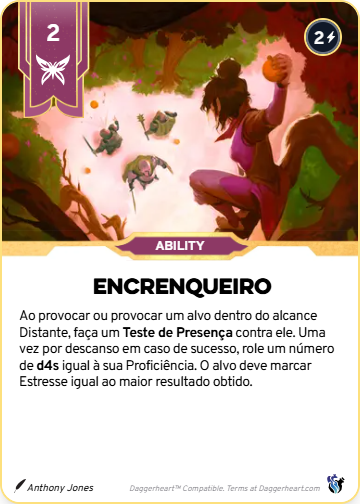 2
2
ABILITY
ENCRENQUEIRO
Ao provocar ou provocar um alvo dentro do alcance
Distante, faça um Teste de Presença contra ele. Uma
vez por descanso em caso de sucesso, role um número
de d4s igual à sua Proficiência. O alvo deve marcar
Estresse igual ao maior resultado obtido.
Anthony Jones
Daggerheart™ Compatible. Terms at Daggerheart.com